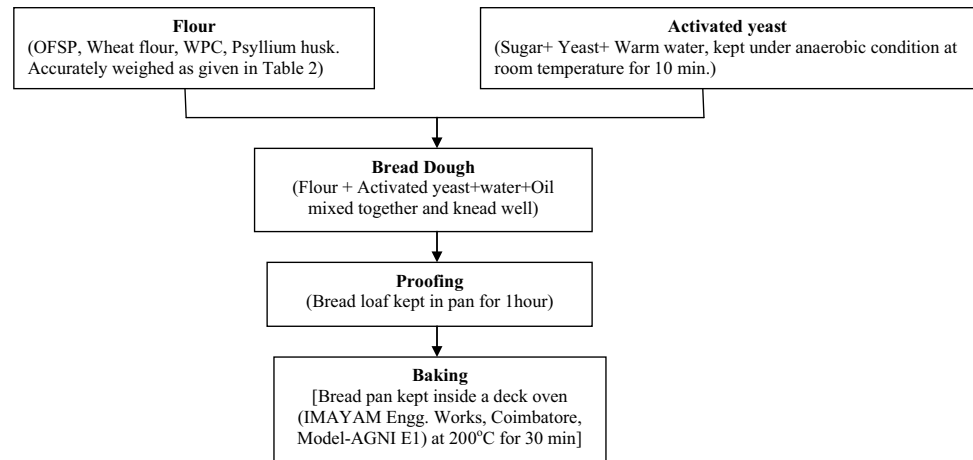 Flour
(OFSP, Wheat flour, WPC, Psyllium husk.
Accurately weighed as given in Table 2)
Activated yeast
(Sugar+ Yeast+ Warm water, kept under anaerobic condition at
room temperature for 10 min.)
Bread Dough
(Flour + Activated yeast+water+Oil
mixed together and knead well)
Proofing
(Bread loaf kept in pan for 1hour)
Baking
[Bread pan kept inside a deck oven
(IMAYAM Engg. Works, Coimbatore,
Model-AGNI E1) at 200°C for 30 min]